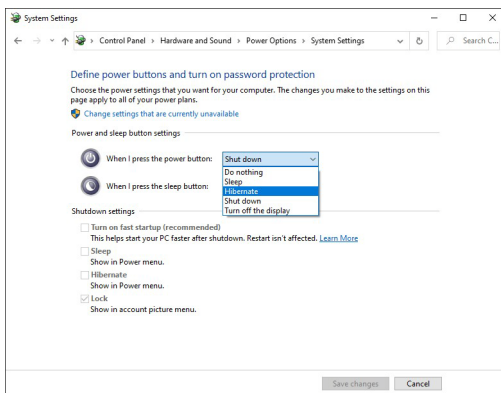 System Settings
Control Panel > Hardware and Sound > Power Options > System Settings
Search C...
Define power buttons and turn on password protection
Choose the power settings that you want for your computer. The changes you make to the settings on this
page apply to all of your power plans.
Change settings that are currently unavailable
Power and sleep button settings
When I press the power button: Shut down
Do nothing
Sleep
When I press the sleep button: Hibernate
Shut down
Turn off the display
Shutdown settings
Turn on fast startup (recommended)
This helps start your PC faster after shutdown. Restart isn't affected. Learn More
Sleep
Show in Power menu.
Hibernate
Show in Power menu.
Lock
Show in account picture menu.
Save changes Cancel